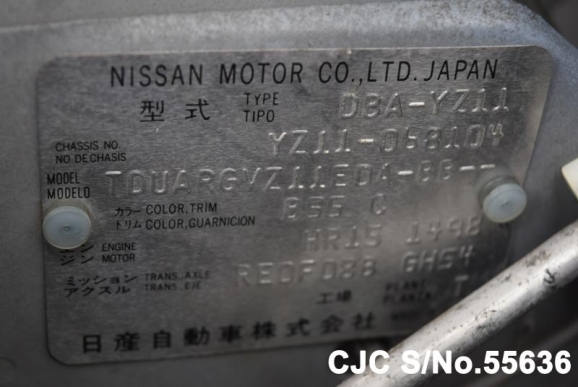 NISSAN MOTOR CO.,LTD. JAPAN
型式 TYPE TIPO DBA-YZ11
CHASSIS NO. NO DE CHASIS YZ11-068104
MODEL MODELO TDUARGYZ11EDA-BB--
カラー COLOR,TRIM B56 C
トリム COLOR,GUARNICION
エンジン ENGINE MOTOR HR15 1498
ミッション TRANS.,AXLE RE0F08B GH54
アクスル TRANS.,EJE
工場 PLANT PLANTA T
日産自動車株式会社
CJC S/No.55636